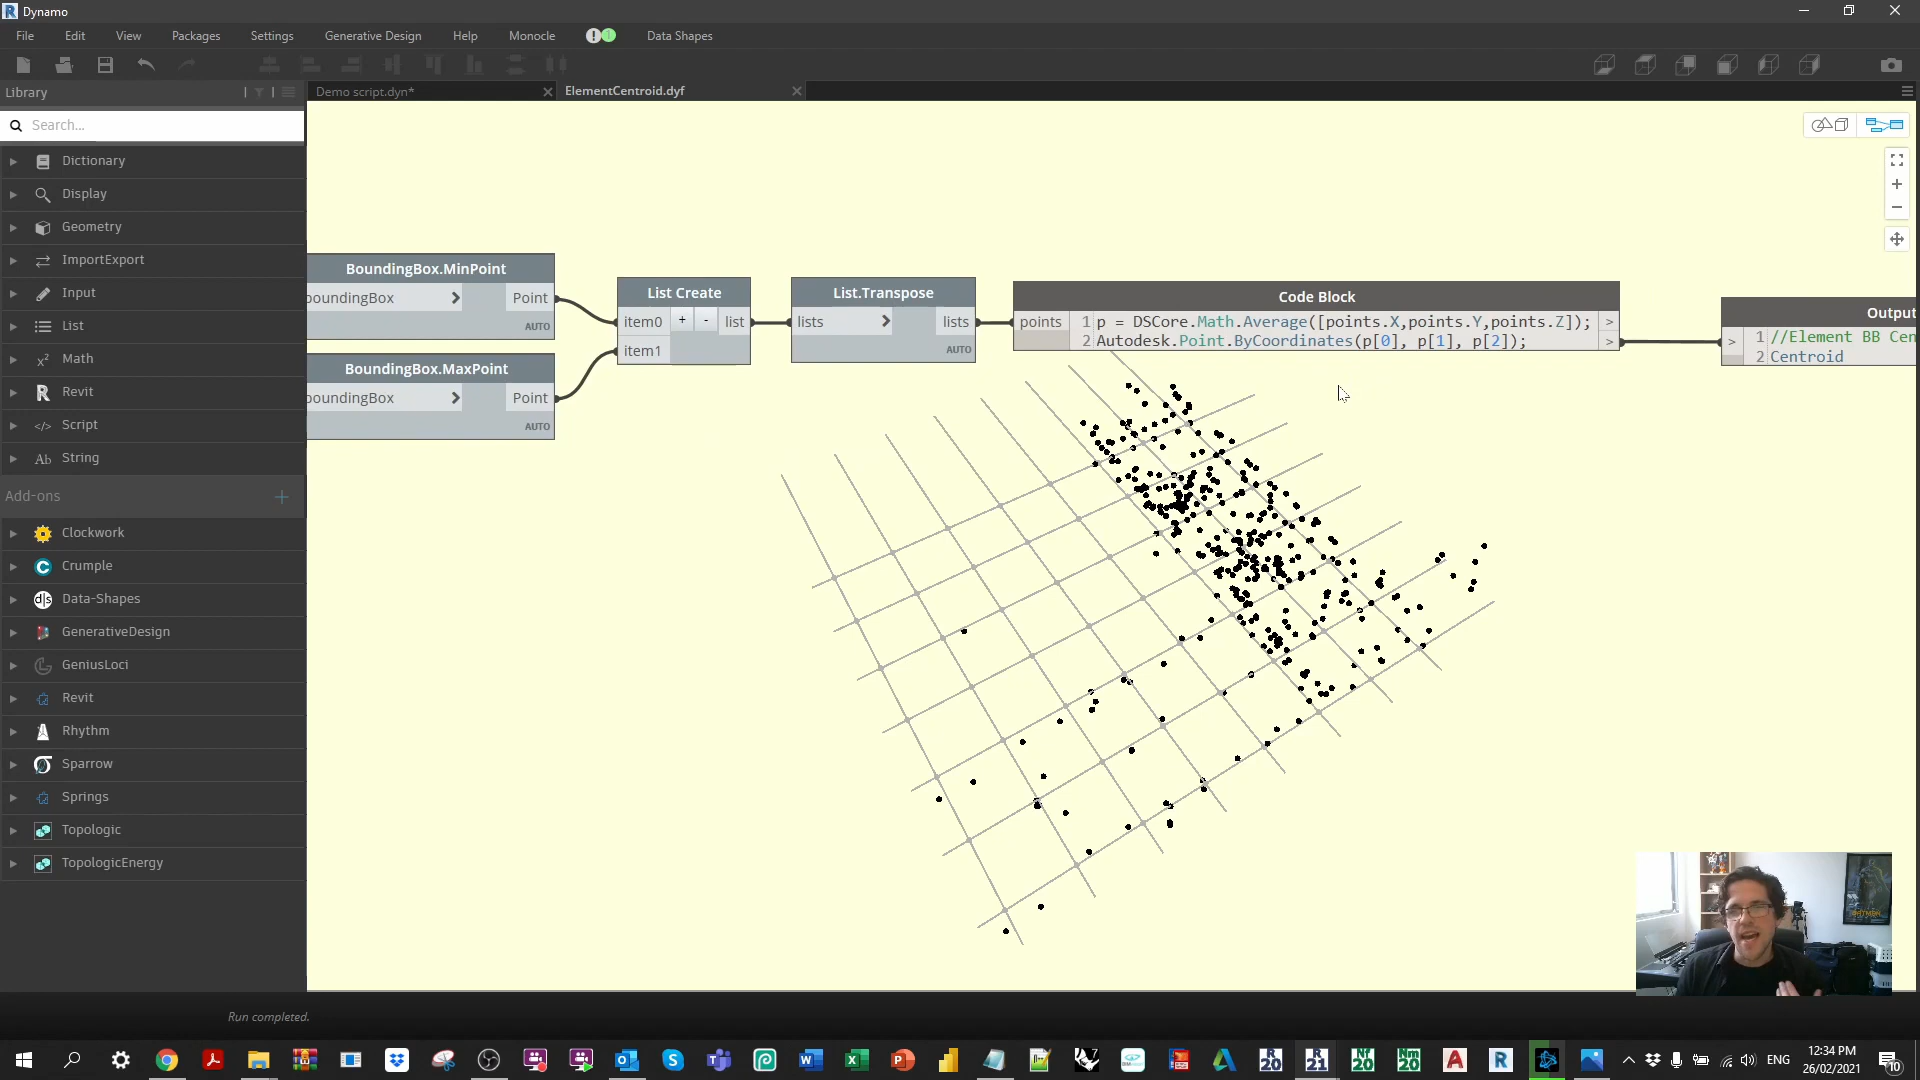 Dynamo
File Edit View Packages Settings Generative Design Help Monocle ! 1 Data Shapes
Library
Demo script.dyn*
ElementCentroid.dyf
Search...
Dictionary
Display
Geometry
ImportExport
Input
List
Math
Revit
Script
String
Add-ons
Clockwork
Crumple
Data-Shapes
GenerativeDesign
GeniusLoci
Revit
Rhythm
Sparrow
Springs
Topologic
TopologicEnergy
BoundingBox.MinPoint
boundingBox > Point
AUTO
BoundingBox.MaxPoint
boundingBox > Point
AUTO
List Create
item0 + - list
item1
List.Transpose
lists > lists
AUTO
Code Block
points 1 p = DSCore.Math.Average([points.X,points.Y,points.Z]); >
2 Autodesk.Point.ByCoordinates(p[0], p[1], p[2]); >
Output
> 1 //Element BB Cen
2 Centroid
Run completed.
ENG
12:34 PM
26/02/2021
10